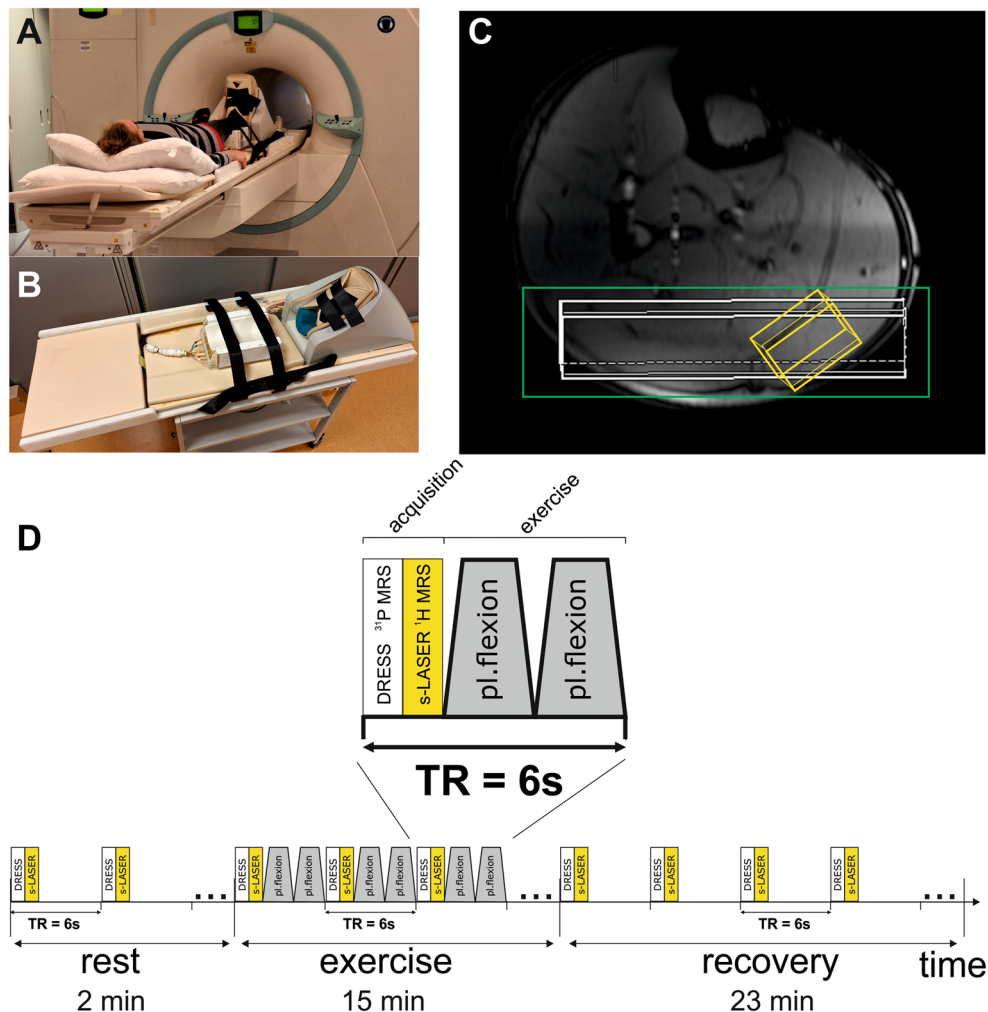 A
B
C
D
acquisition
exercise
DRESS ³¹P MRS
s-LASER ¹H MRS
pl.flexion
pl.flexion
TR = 6s
DRESS
s-LASER
DRESS
s-LASER
...
DRESS
s-LASER
pl.flexion
pl.flexion
DRESS
s-LASER
pl.flexion
pl.flexion
DRESS
s-LASER
pl.flexion
pl.flexion
...
DRESS
s-LASER
DRESS
s-LASER
DRESS
s-LASER
DRESS
s-LASER
...
TR = 6s
TR = 6s
TR = 6s
rest
exercise
recovery
time
2 min
15 min
23 min